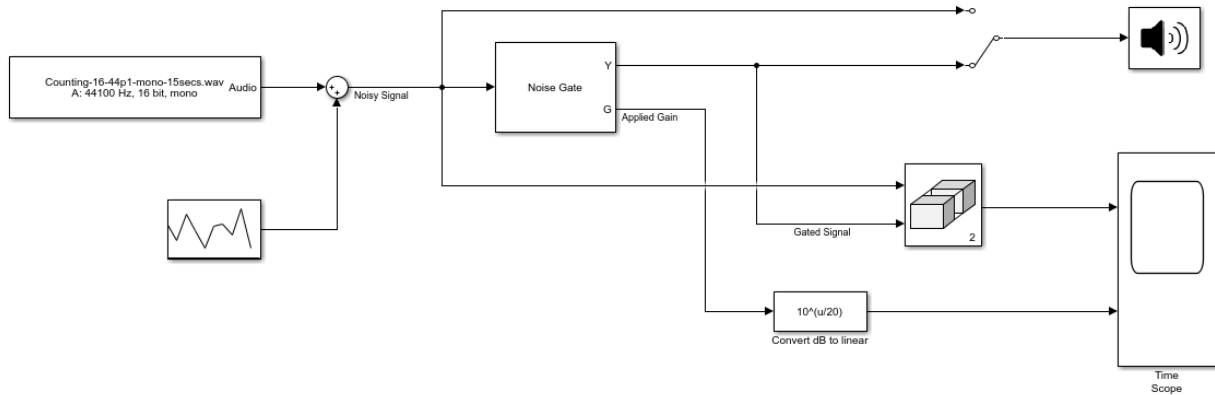 Counting-16-44p1-mono-15secs.wav
A: 44100 Hz, 16 bit, mono
Audio
+
+
Noisy Signal
Noise Gate
Y
G
Applied Gain
Gated Signal
2
10^(u/20)
Convert dB to linear
Time
Scope